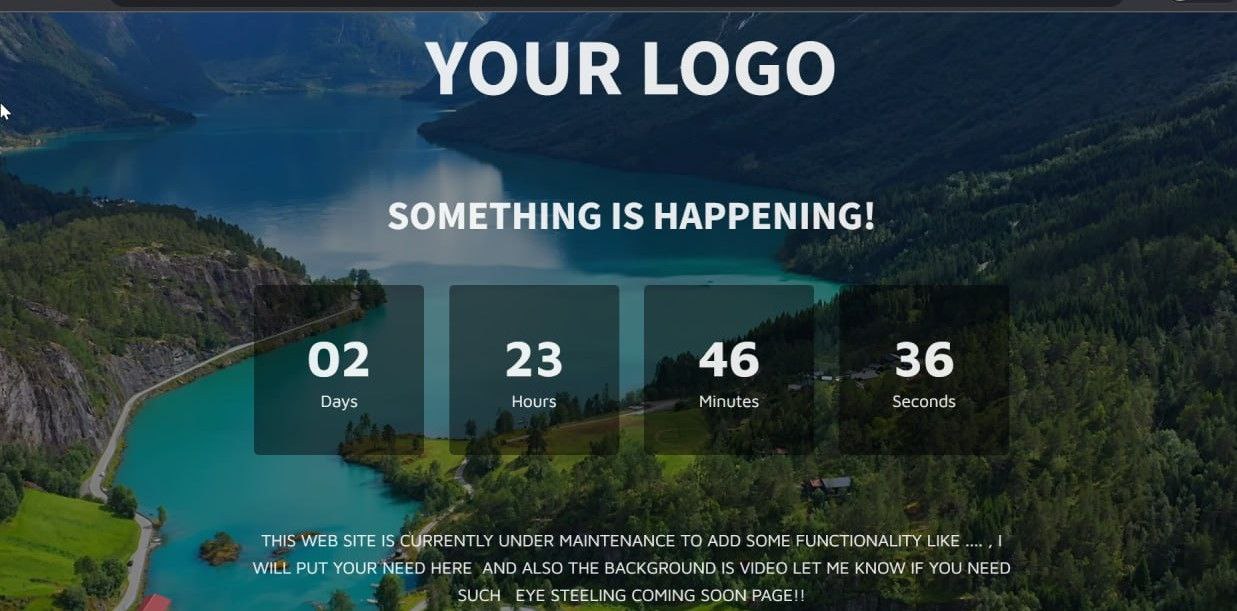 YOUR LOGO
SOMETHING IS HAPPENING!
02
Days
23
Hours
46
Minutes
36
Seconds
THIS WEB SITE IS CURRENTLY UNDER MAINTENANCE TO ADD SOME FUNCTIONALITY LIKE .... , I
WILL PUT YOUR NEED HERE  AND ALSO THE BACKGROUND IS VIDEO LET ME KNOW IF YOU NEED
SUCH   EYE STEELING COMING SOON PAGE!!